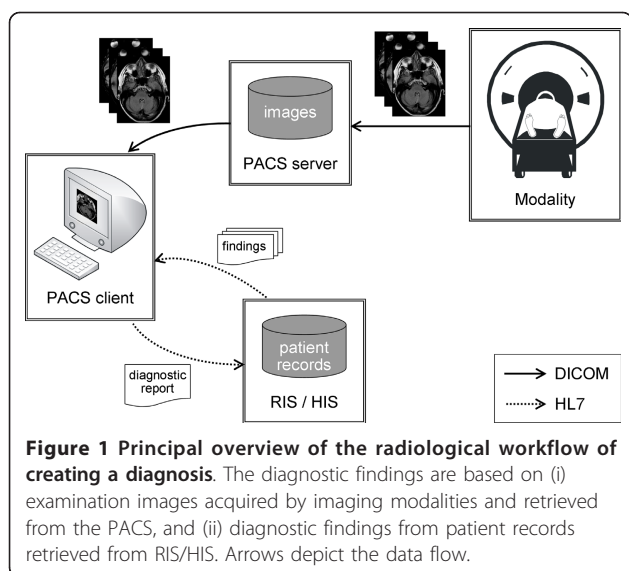 images
PACS server
Modality
PACS client
findings
diagnostic
report
patient
records
RIS / HIS
DICOM
HL7
Figure 1 Principal overview of the radiological workflow of
creating a diagnosis. The diagnostic findings are based on (i)
examination images acquired by imaging modalities and retrieved
from the PACS, and (ii) diagnostic findings from patient records
retrieved from RIS/HIS. Arrows depict the data flow.